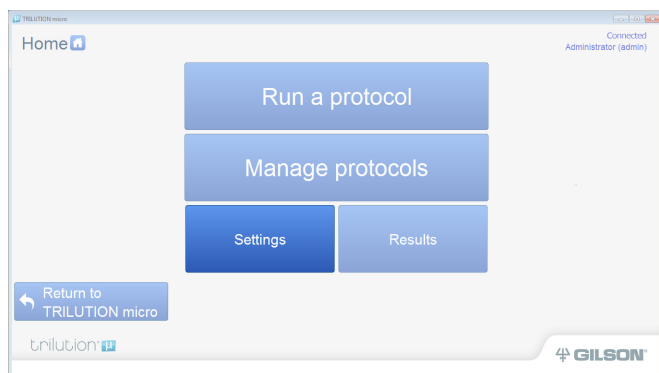 TRILUTION micro
Home
Connected
Administrator (admin)
Run a protocol
Manage protocols
Settings
Results
Return to
TRILUTION micro
trilution® µ
GILSON®